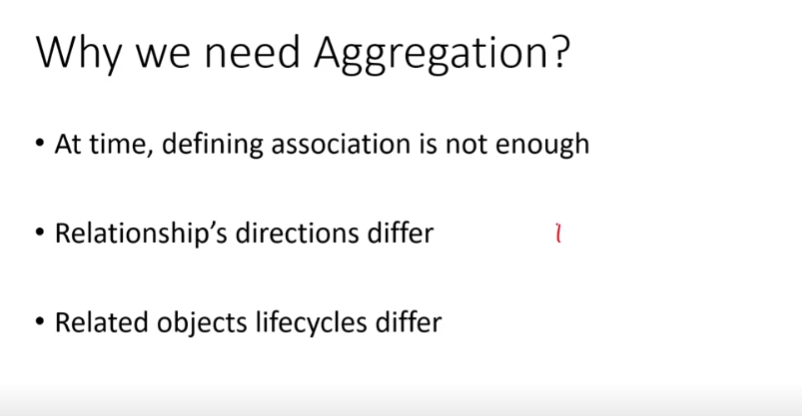 Why we need Aggregation?
• At time, defining association is not enough
• Relationship’s directions differ
• Related objects lifecycles differ